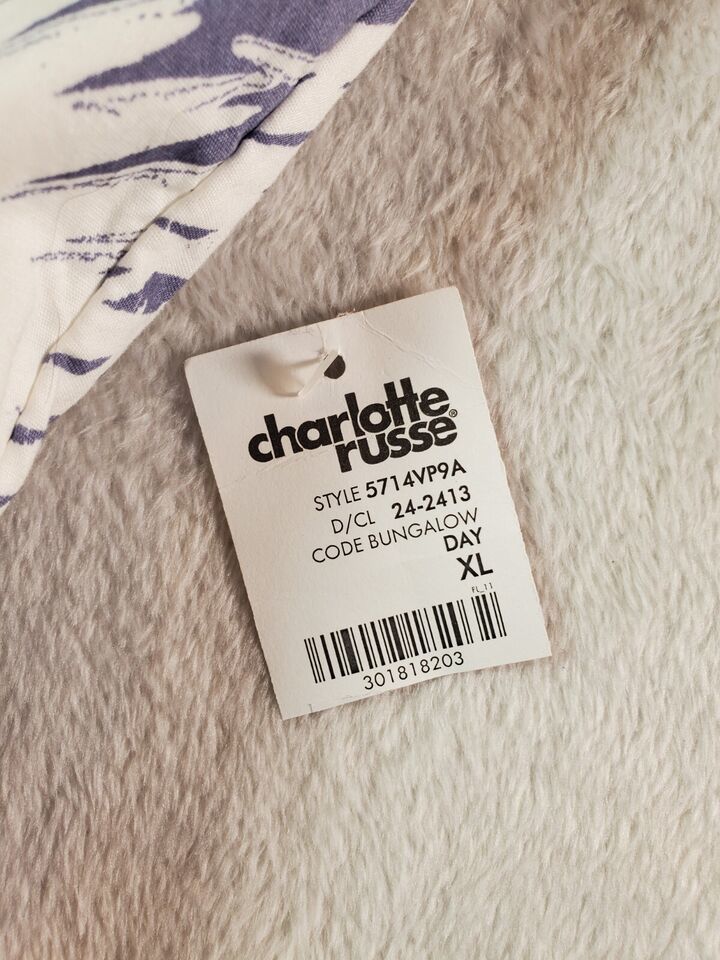 charlotte
russe®
STYLE 5714VP9A
D/CL 24-2413
CODE BUNGALOW
DAY
XL
FL_11
301818203